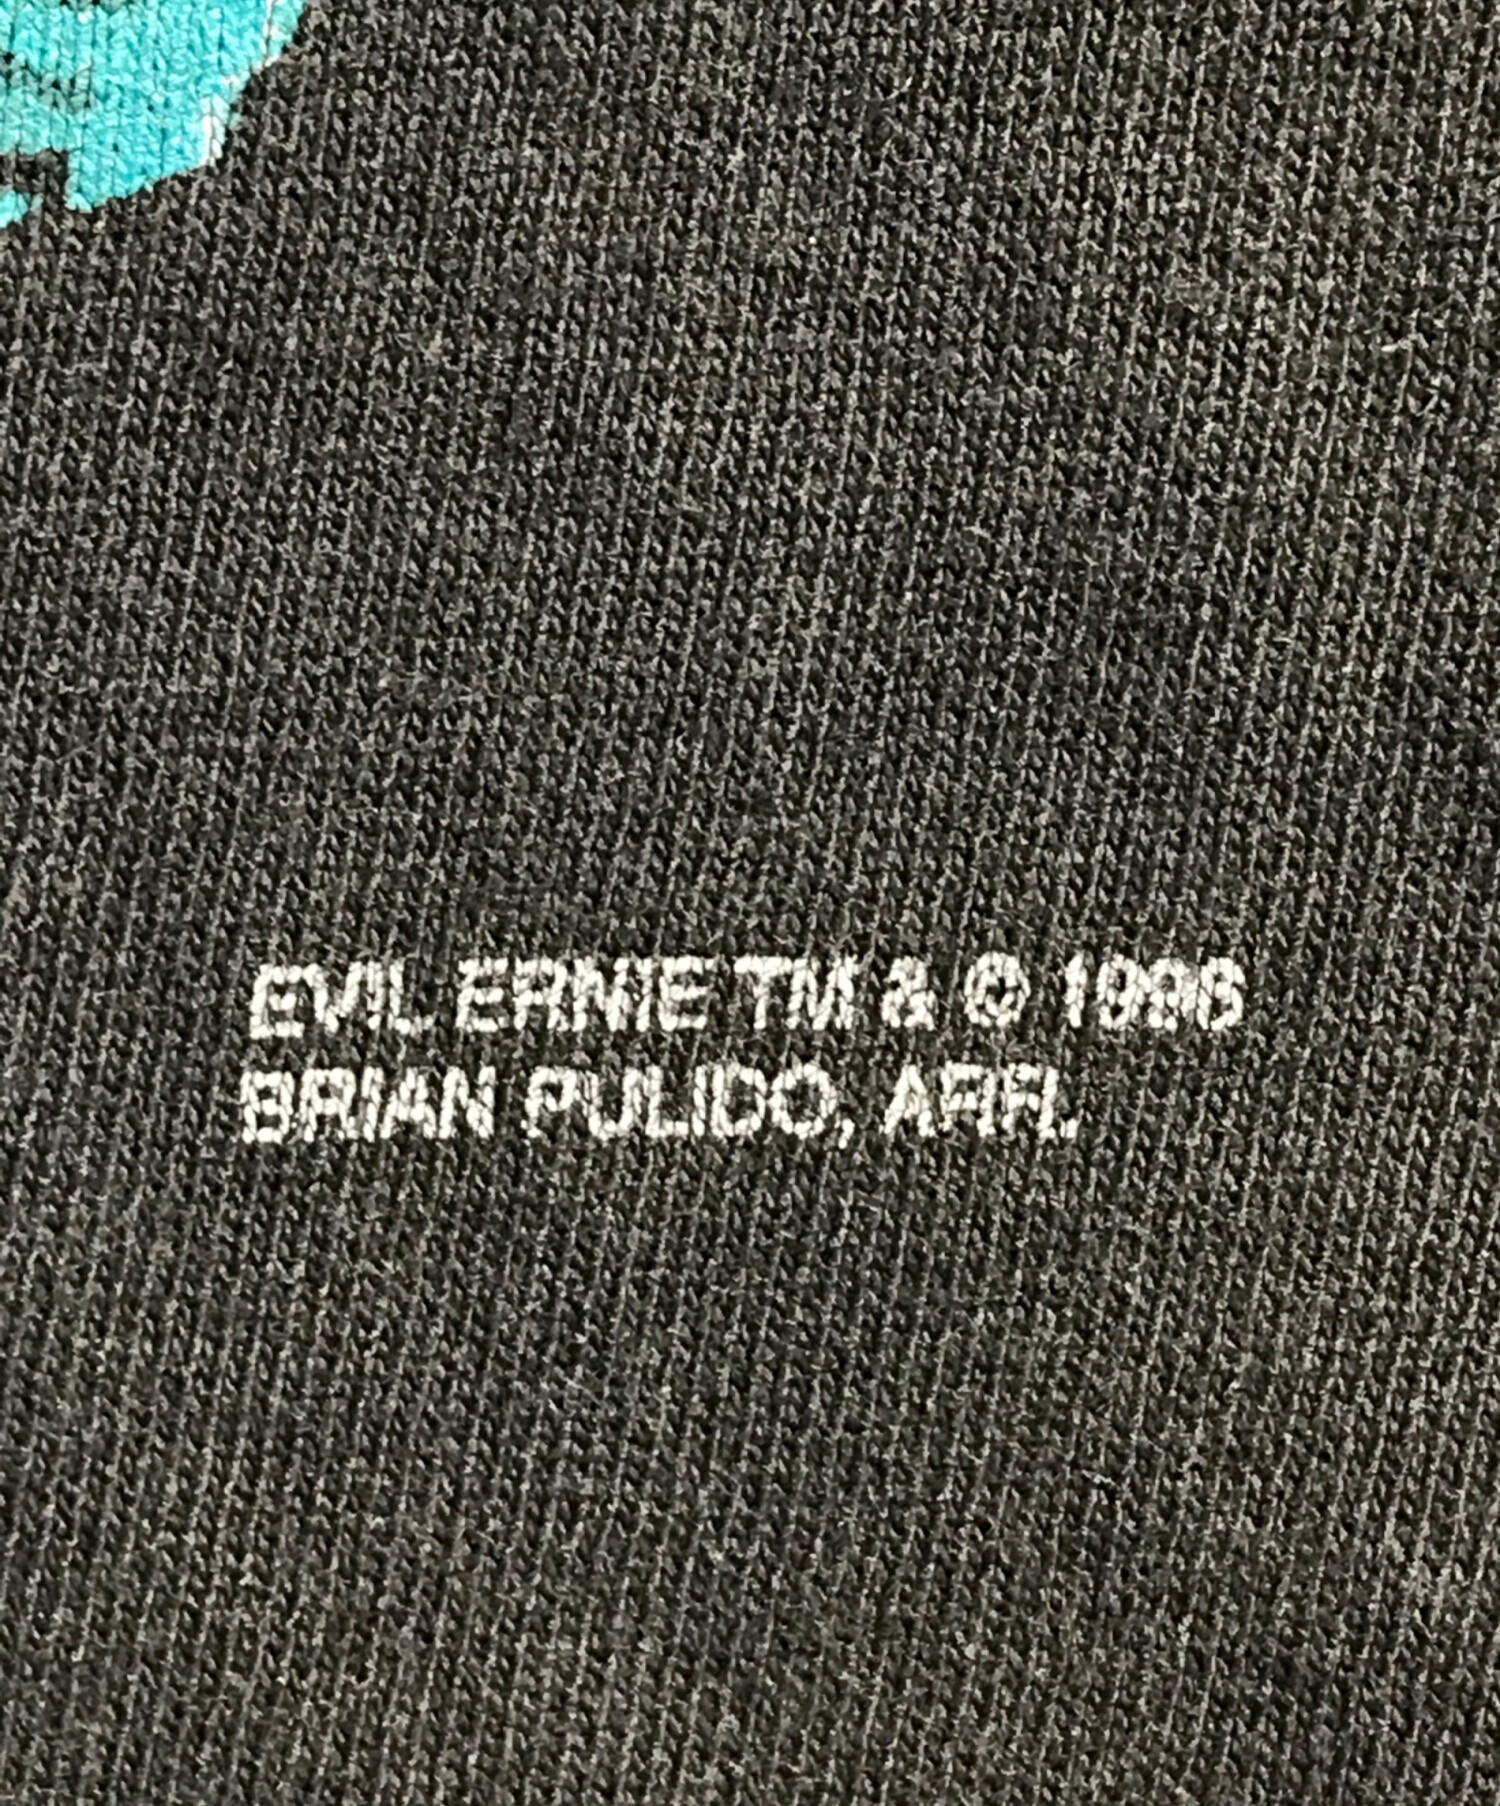 EVIL ERNIE TM & © 1996
BRIAN PULIDO, ARR.